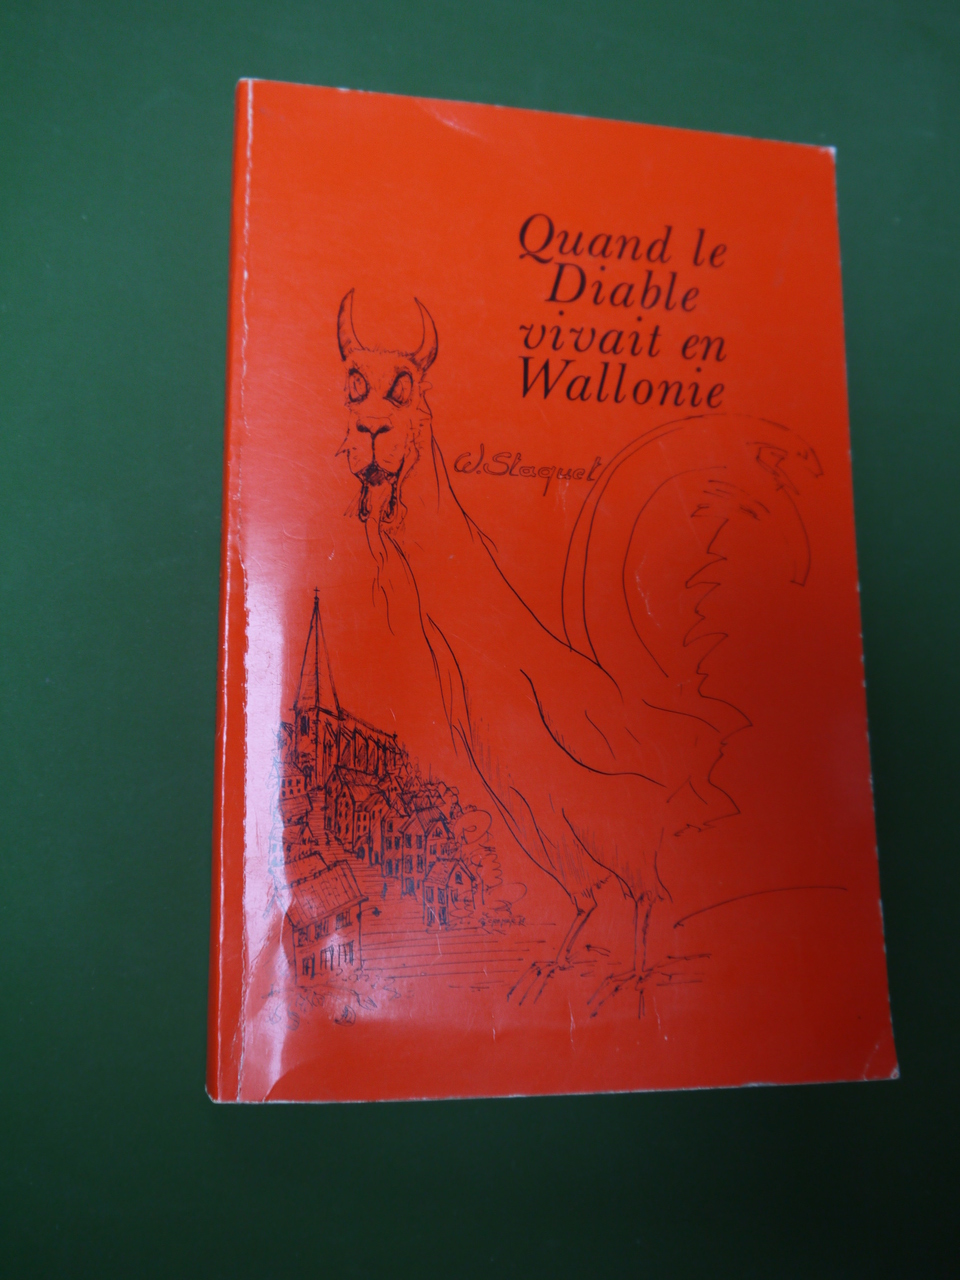 Quand le
Diable
vivait en
Wallonie
W. Staquet